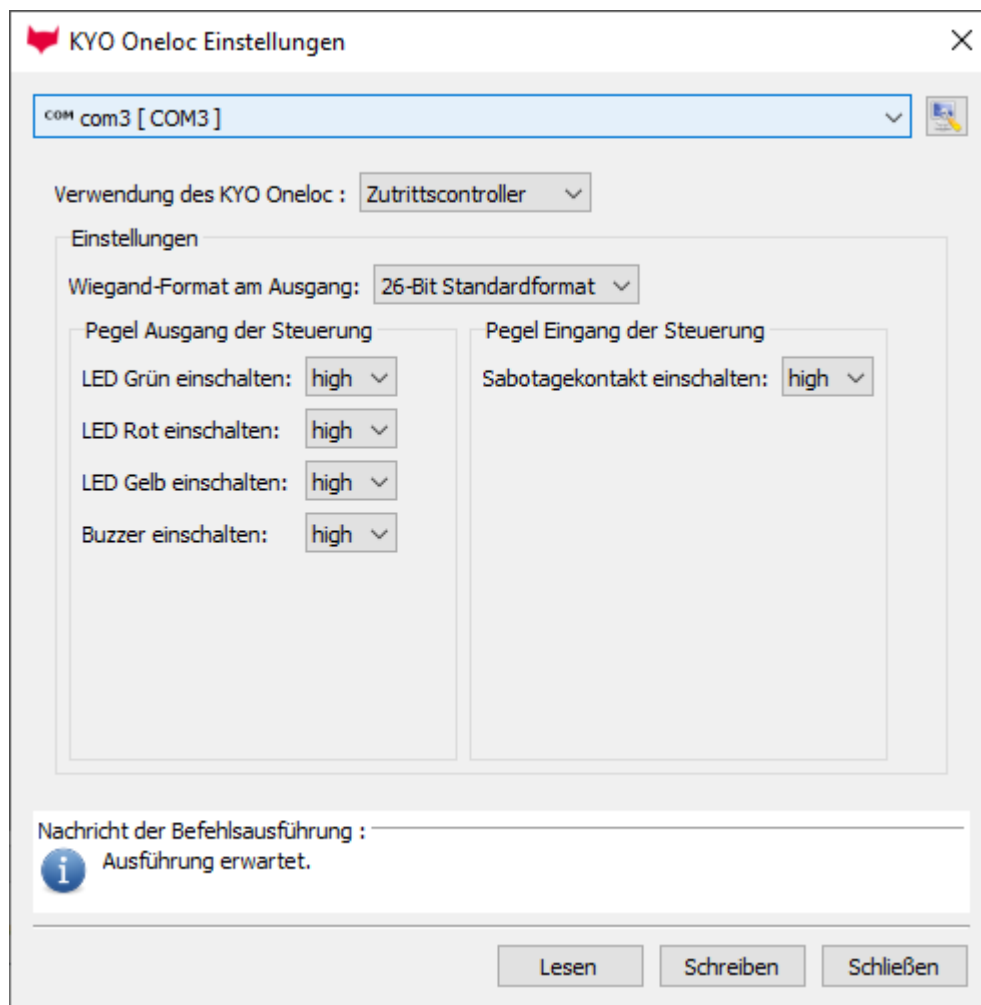 KYO Oneloc Einstellungen
COM com3 [ COM3 ]
Verwendung des KYO Oneloc : Zutrittscontroller
Einstellungen
Wiegand-Format am Ausgang: 26-Bit Standardformat
Pegel Ausgang der Steuerung
LED Grün einschalten: high
LED Rot einschalten: high
LED Gelb einschalten: high
Buzzer einschalten: high
Pegel Eingang der Steuerung
Sabotagekontakt einschalten: high
Nachricht der Befehlsausführung :
Ausführung erwartet.
Lesen Schreiben Schließen